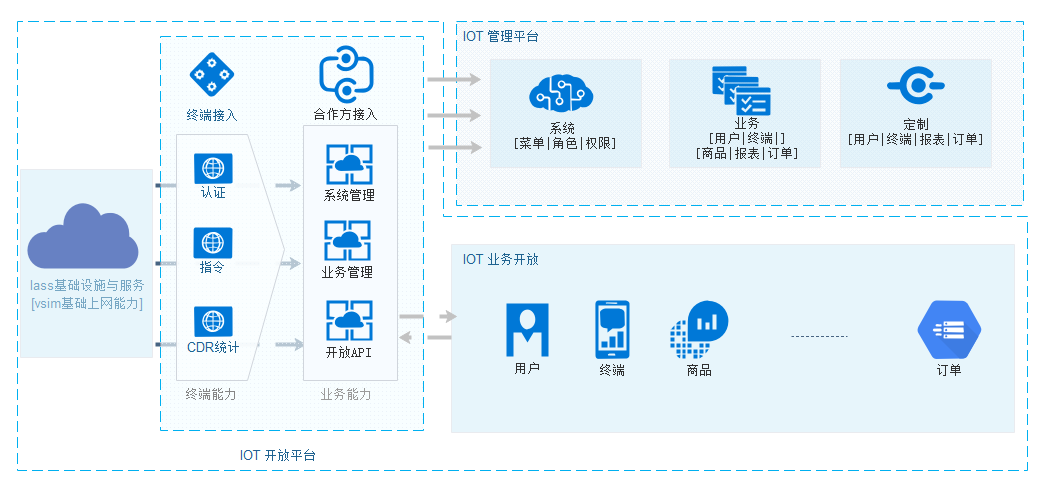 IOT 管理平台
终端接入
合作方接入
系统
[菜单|角色|权限]
业务
[用户|终端|]
[商品|报表|订单]
定制
[用户|终端|报表|订单]
认证
指令
CDR统计
终端能力
系统管理
业务管理
开放API
业务能力
Iass基础设施与服务
[vsim基础上网能力]
IOT 业务开放
用户
终端
商品
订单
IOT 开放平台